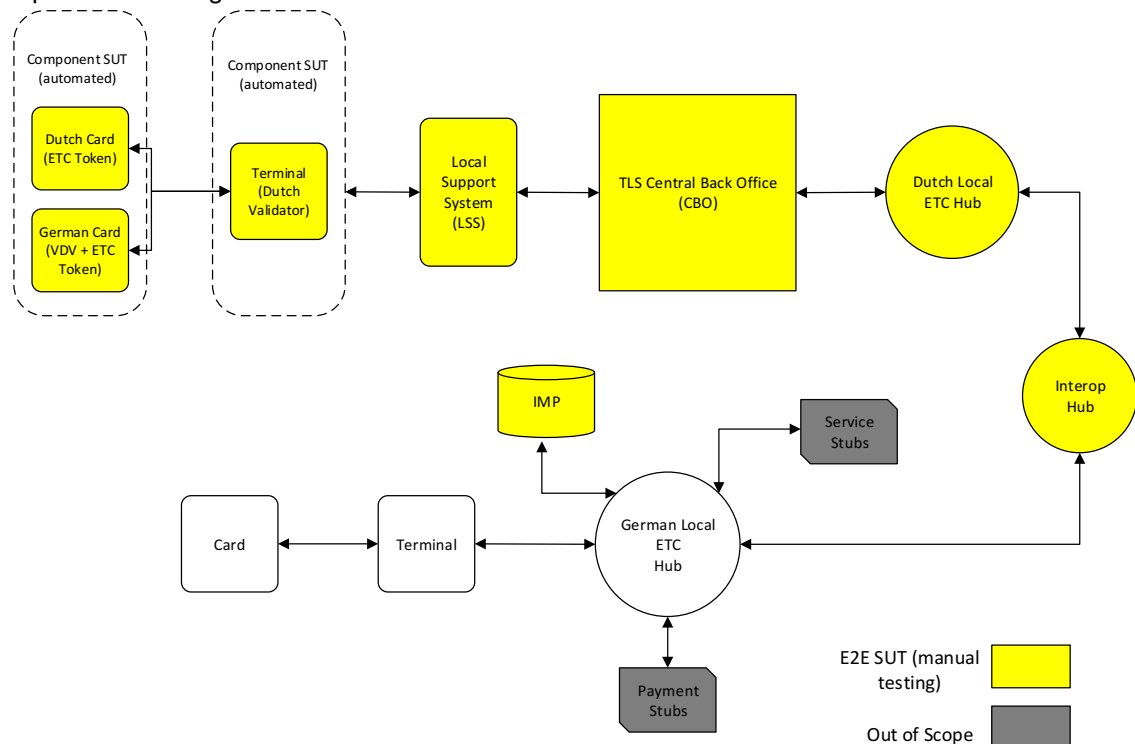 Component SUT
(automated)
Component SUT
(automated)
Dutch Card
(ETC Token)
German Card
(VDV + ETC
Token)
Terminal
(Dutch
Validator)
Local
Support
System
(LSS)
TLS Central Back Office
(CBO)
Dutch Local
ETC Hub
Interop
Hub
IMP
Service
Stubs
Card
Terminal
German Local
ETC
Hub
Payment
Stubs
E2E SUT (manual
testing)
Out of Scope